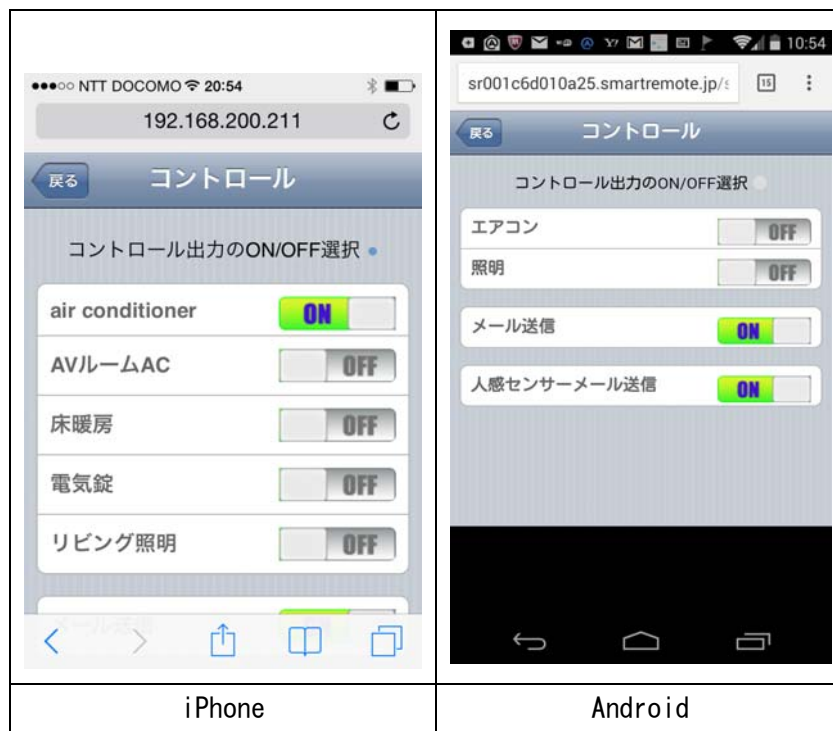 NTT DOCOMO 20:54
192.168.200.211
戻る コントロール
コントロール出力のON/OFF選択
air conditioner ON
AVルームAC OFF
床暖房 OFF
電気錠 OFF
リビング照明 OFF
iPhone
10:54
sr001c6d010a25.smartremote.jp/s 15
戻る コントロール
コントロール出力のON/OFF選択
エアコン OFF
照明 OFF
メール送信 ON
人感センサーメール送信 ON
Android